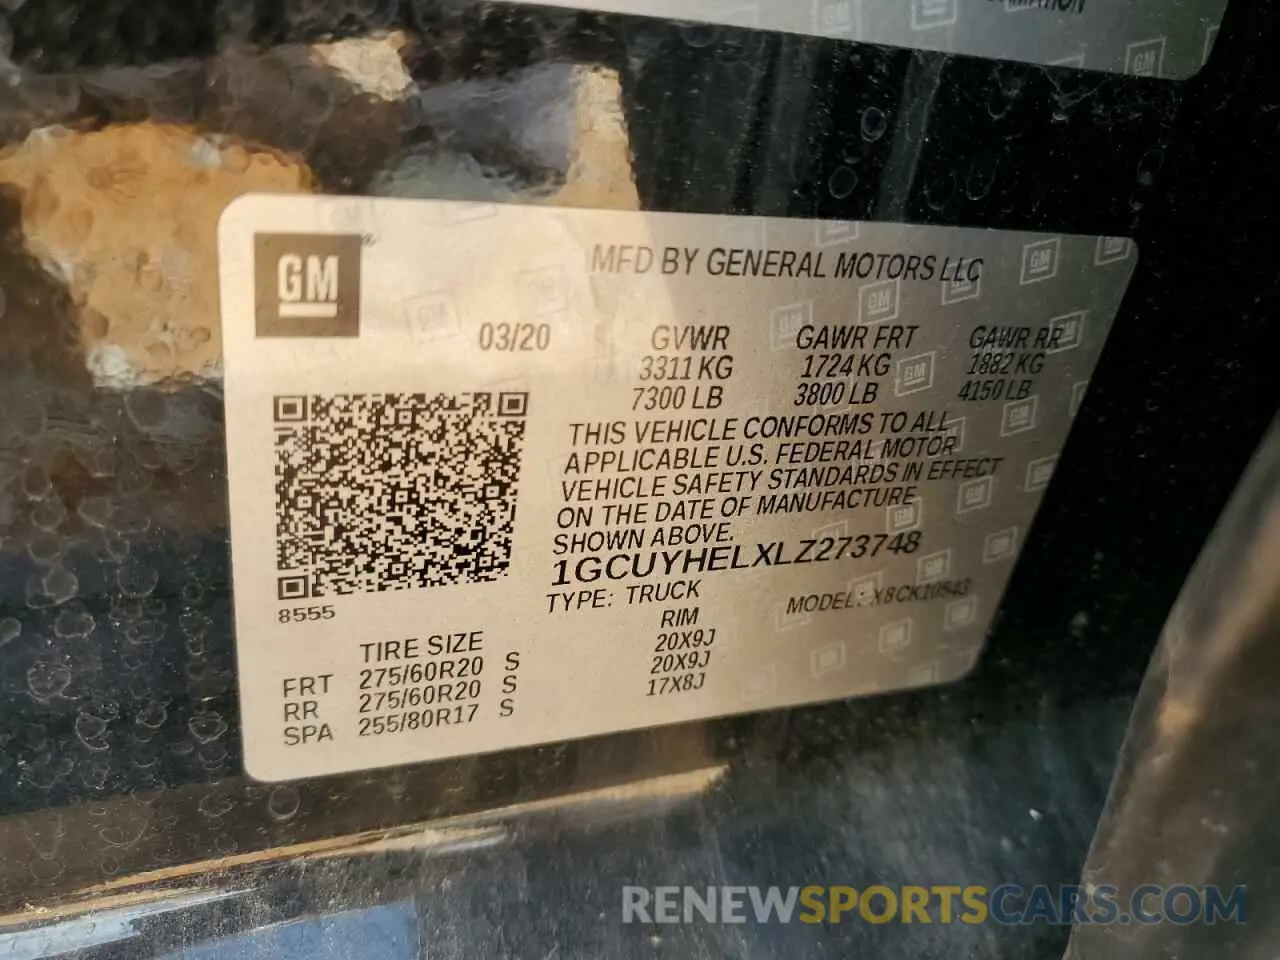 GM
MFD BY GENERAL MOTORS LLC
03/20 GVWR GAWR FRT GAWR RR
3311 KG 1724 KG 1882 KG
7300 LB 3800 LB 4150 LB
THIS VEHICLE CONFORMS TO ALL
APPLICABLE U.S. FEDERAL MOTOR
VEHICLE SAFETY STANDARDS IN EFFECT
ON THE DATE OF MANUFACTURE
SHOWN ABOVE.
1GCUYHELXLZ273748
TYPE: TRUCK MODEL: X8 CK10543
8555
TIRE SIZE RIM
FRT 275/60R20 S 20X9J
RR 275/60R20 S 20X9J
SPA 255/80R17 S 17X8J
RENEWSPORTSCARS.COM